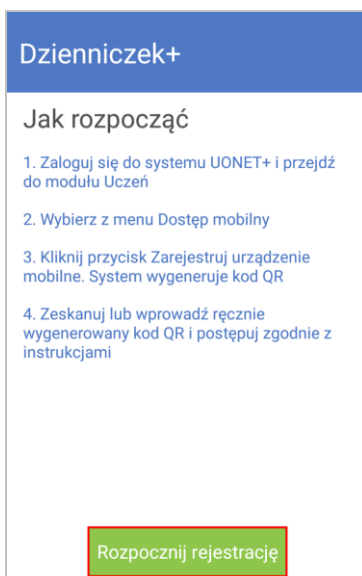 Dzienniczek+
Jak rozpocząć
1. Zaloguj się do systemu UONET+ i przejdź
do modułu Uczeń
2. Wybierz z menu Dostęp mobilny
3. Kliknij przycisk Zarejestruj urządzenie
mobilne. System wygeneruje kod QR
4. Zeskanuj lub wprowadź ręcznie
wygenerowany kod QR i postępuj zgodnie z
instrukcjami
Rozpocznij rejestrację